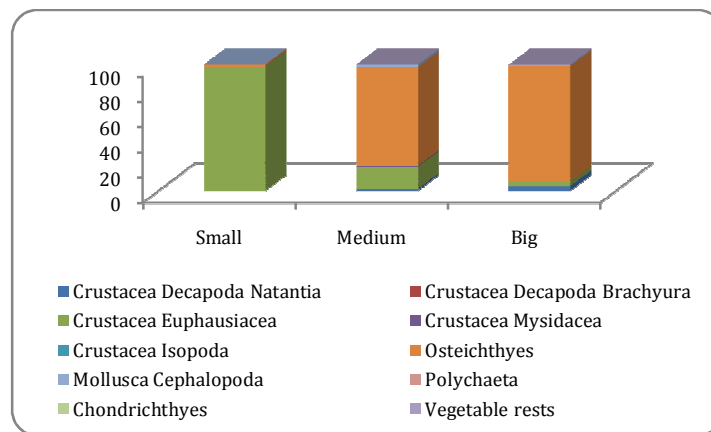 100
80
60
40
20
0
Small Medium Big
Crustacea Decapoda Natantia Crustacea Decapoda Brachyura
Crustacea Euphausiacea Crustacea Mysidacea
Crustacea Isopoda Osteichthyes
Mollusca Cephalopoda Polychaeta
Chondrichthyes Vegetable rests